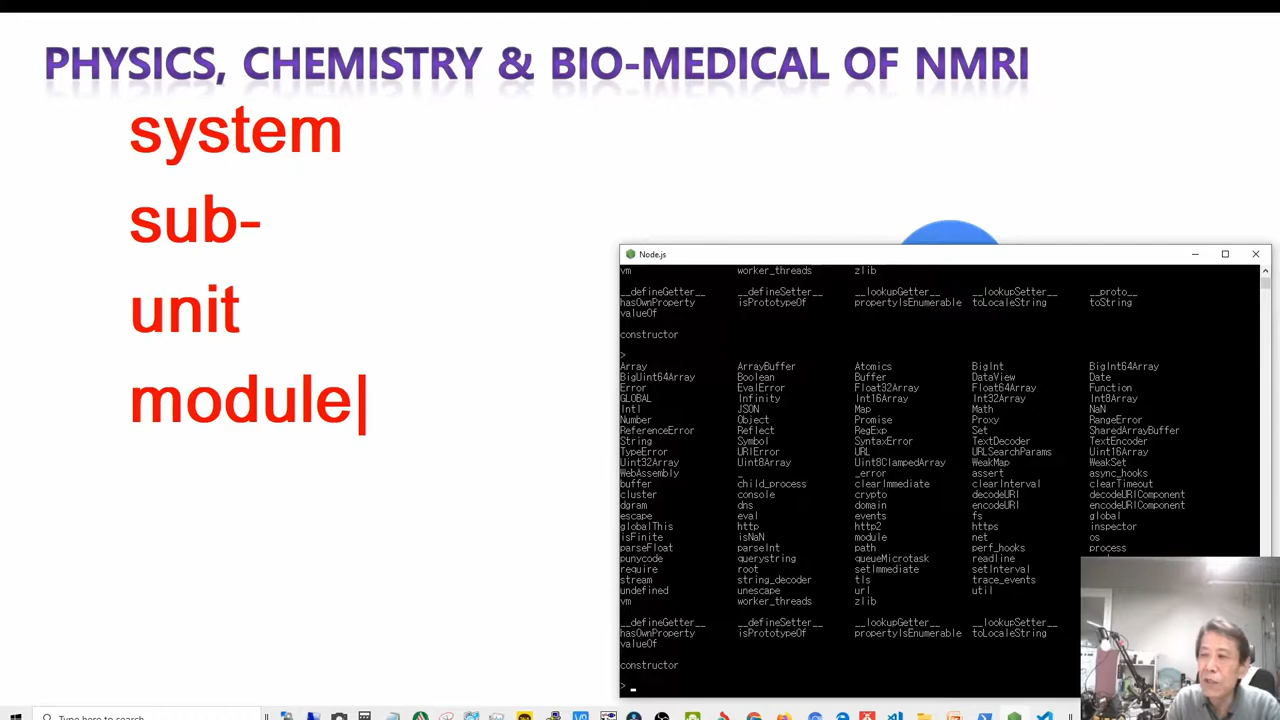 PHYSICS, CHEMISTRY & BIO-MEDICAL OF NMRI
system
sub-
unit
module
Node.js
vm worker_threads zlib
__defineGetter__ __defineSetter__ __lookupGetter__ __lookupSetter__ __proto__
hasOwnProperty isPrototypeOf propertyIsEnumerable toLocaleString toString
valueOf
constructor
>
Array ArrayBuffer Atomics BigInt BigInt64Array
BigUint64Array Boolean Buffer DataView Date
Error EvalError Float32Array Float64Array Function
GLOBAL Infinity Int16Array Int32Array Int8Array
Intl JSON Map Math NaN
Number Object Promise Proxy RangeError
ReferenceError Reflect RegExp Set SharedArrayBuffer
String Symbol SyntaxError TextDecoder TextEncoder
TypeError URIError URL URLSearchParams Uint16Array
Uint32Array Uint8Array Uint8ClampedArray WeakMap WeakSet
WebAssembly _ _error assert async_hooks
buffer child_process clearImmediate clearInterval clearTimeout
cluster console crypto decodeURI decodeURIComponent
dgram dns domain encodeURI encodeURIComponent
escape eval events fs global
globalThis http http2 https inspector
isFinite isNaN module net os
parseFloat parseInt path perf_hooks process
punycode querystring queueMicrotask readline
require root setImmediate setInterval
stream string_decoder tls trace_events
undefined unescape url util
vm worker_threads zlib
__defineGetter__ __defineSetter__ __lookupGetter__ __lookupSetter__
hasOwnProperty isPrototypeOf propertyIsEnumerable toLocaleString
valueOf
constructor
>
Type here to search